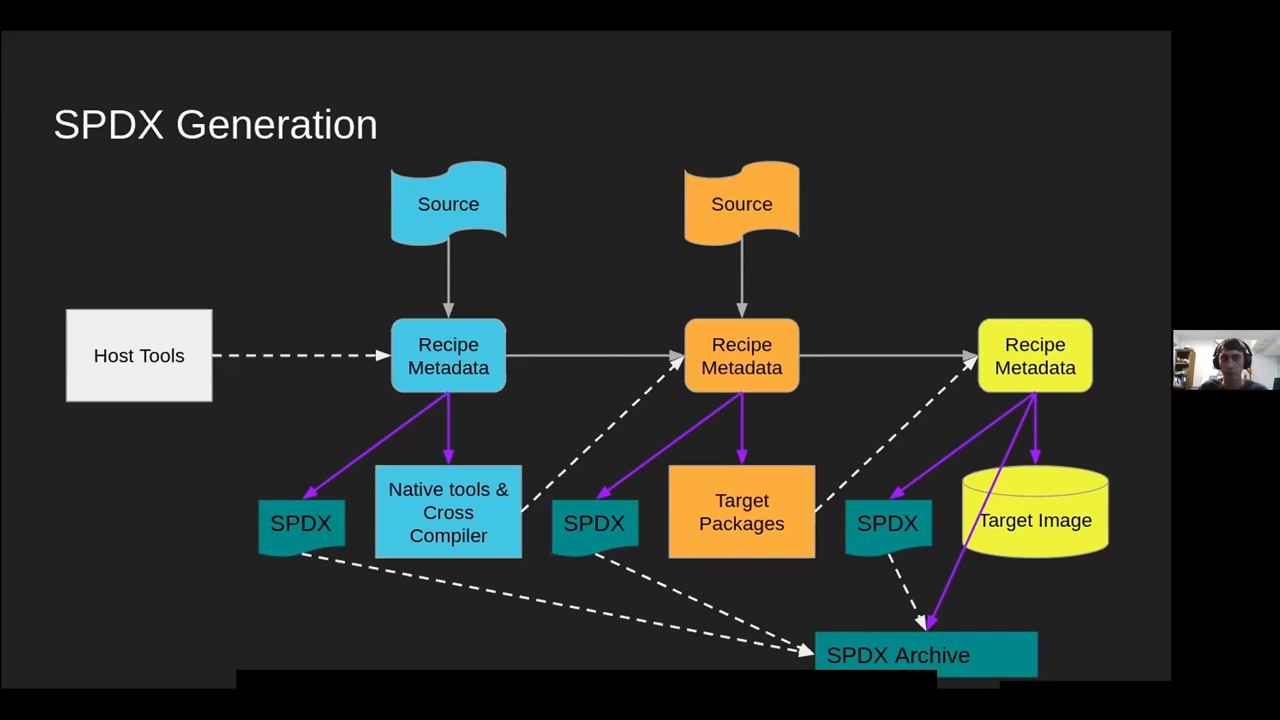 SPDX Generation
Source
Source
Host Tools
Recipe
Metadata
Recipe
Metadata
Recipe
Metadata
SPDX
Native tools &
Cross
Compiler
SPDX
Target
Packages
SPDX
Target Image
SPDX Archive